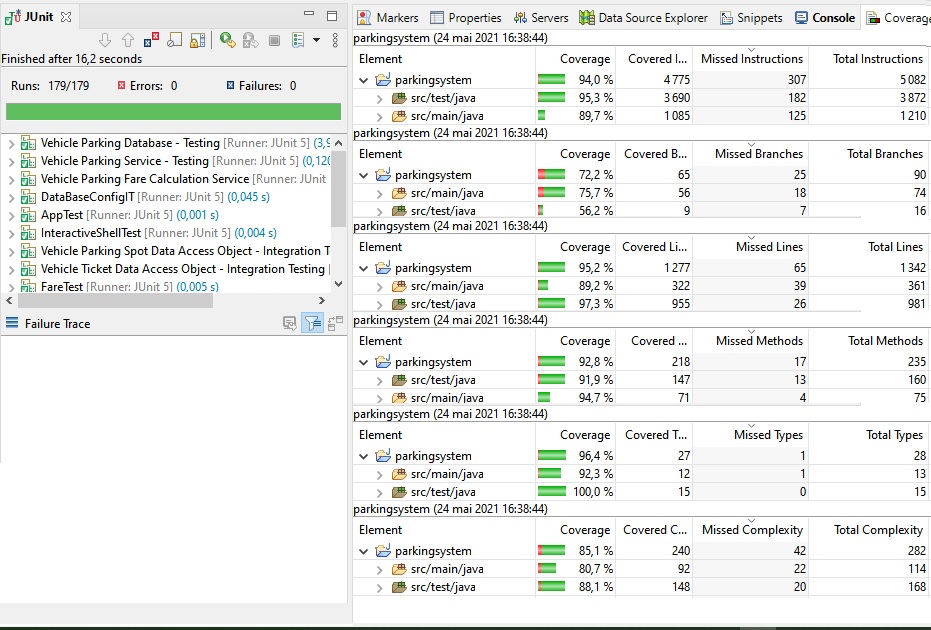 JUnit
Finished after 16,2 seconds
Runs: 179/179 Errors: 0 Failures: 0
Vehicle Parking Database - Testing [Runner: JUnit 5] (3,9
Vehicle Parking Service - Testing [Runner: JUnit 5] (0,120
Vehicle Parking Fare Calculation Service [Runner: JUnit
DataBaseConfigIT [Runner: JUnit 5] (0,045 s)
AppTest [Runner: JUnit 5] (0,001 s)
InteractiveShellTest [Runner: JUnit 5] (0,004 s)
Vehicle Parking Spot Data Access Object - Integration T
Vehicle Ticket Data Access Object - Integration Testing [
FareTest [Runner: JUnit 5] (0,005 s)
Failure Trace
Markers Properties Servers Data Source Explorer Snippets Console Coverage
parkingsystem (24 mai 2021 16:38:44)
Element Coverage Covered I... Missed Instructions Total Instructions
parkingsystem 94,0 % 4 775 307 5 082
src/test/java 95,3 % 3 690 182 3 872
src/main/java 89,7 % 1 085 125 1 210
parkingsystem (24 mai 2021 16:38:44)
Element Coverage Covered B... Missed Branches Total Branches
parkingsystem 72,2 % 65 25 90
src/main/java 75,7 % 56 18 74
src/test/java 56,2 % 9 7 16
parkingsystem (24 mai 2021 16:38:44)
Element Coverage Covered Li... Missed Lines Total Lines
parkingsystem 95,2 % 1 277 65 1 342
src/main/java 89,2 % 322 39 361
src/test/java 97,3 % 955 26 981
parkingsystem (24 mai 2021 16:38:44)
Element Coverage Covered ... Missed Methods Total Methods
parkingsystem 92,8 % 218 17 235
src/test/java 91,9 % 147 13 160
src/main/java 94,7 % 71 4 75
parkingsystem (24 mai 2021 16:38:44)
Element Coverage Covered T... Missed Types Total Types
parkingsystem 96,4 % 27 1 28
src/main/java 92,3 % 12 1 13
src/test/java 100,0 % 15 0 15
parkingsystem (24 mai 2021 16:38:44)
Element Coverage Covered C... Missed Complexity Total Complexity
parkingsystem 85,1 % 240 42 282
src/main/java 80,7 % 92 22 114
src/test/java 88,1 % 148 20 168